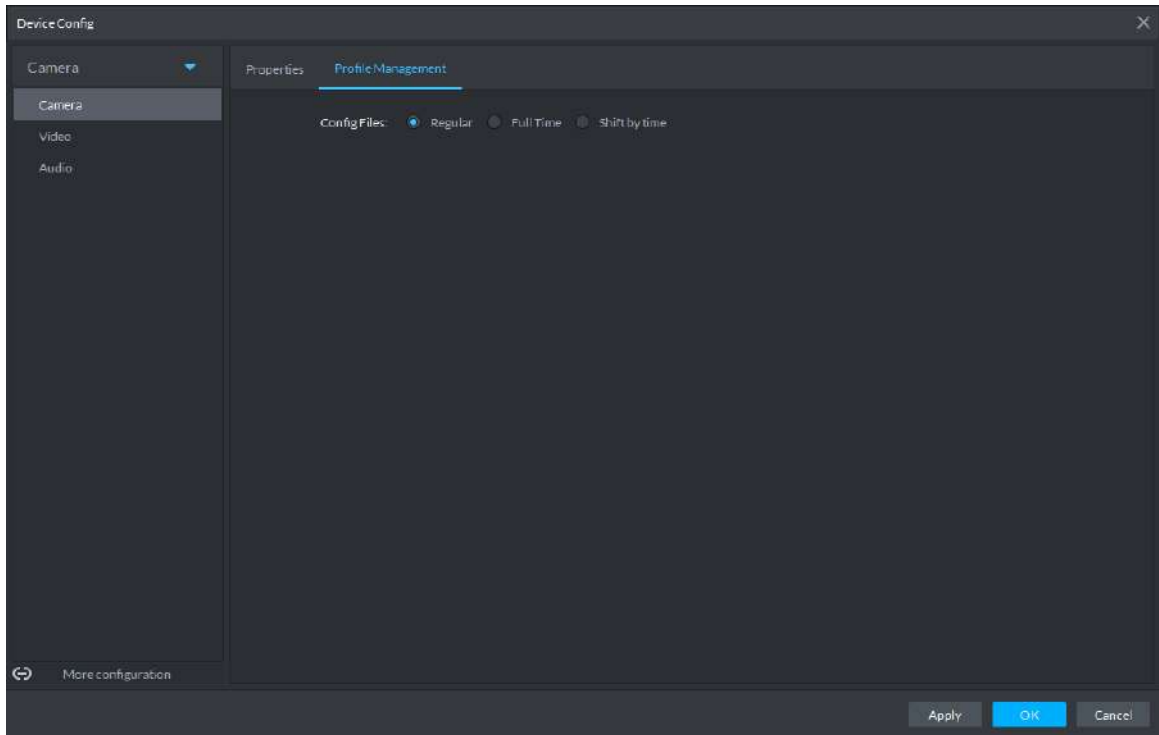 Device Config
Camera
Properties Profile Management
Camera
Config Files: Regular Full Time Shift by time
Video
Audio
More configuration
Apply OK Cancel